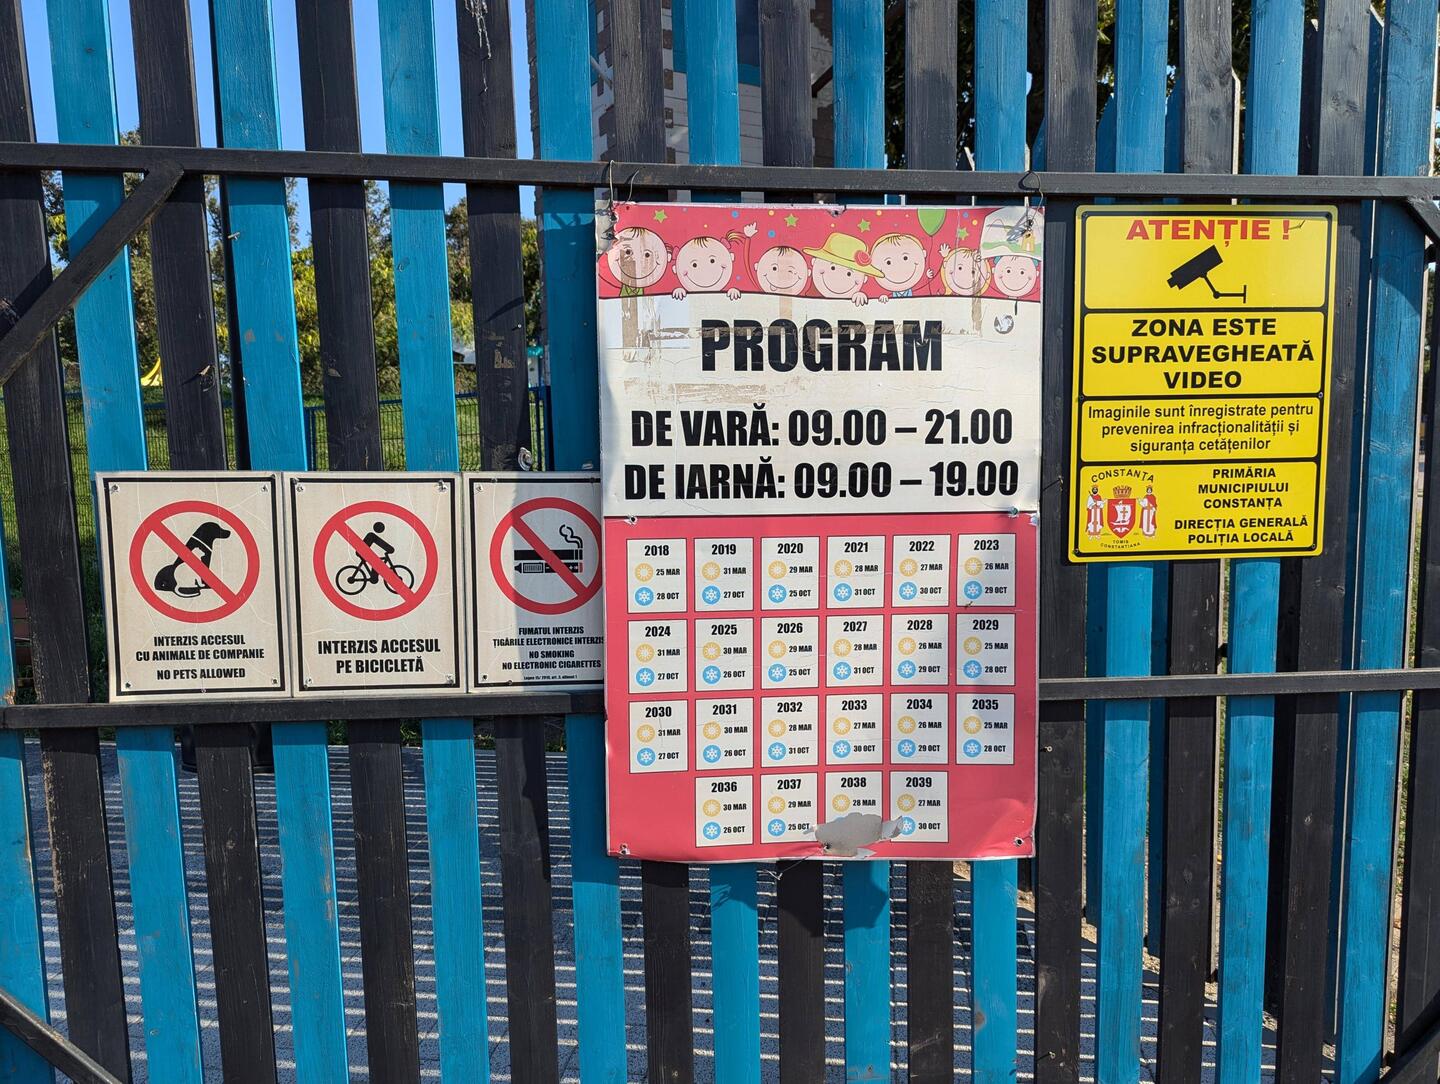 INTERZIS ACCESUL
CU ANIMALE DE COMPANIE
NO PETS ALLOWED
INTERZIS ACCESUL
PE BICICLETĂ
FUMATUL INTERZIS
TIGĂRILE ELECTRONICE INTERZIS
NO SMOKING
NO ELECTRONIC CIGARETTES
PROGRAM
DE VARĂ: 09.00 – 21.00
DE IARNĂ: 09.00 – 19.00
2018
25 MAR
28 OCT
2019
31 MAR
27 OCT
2020
29 MAR
25 OCT
2021
28 MAR
31 OCT
2022
27 MAR
30 OCT
2023
26 MAR
29 OCT
2024
31 MAR
27 OCT
2025
30 MAR
26 OCT
2026
29 MAR
25 OCT
2027
28 MAR
31 OCT
2028
26 MAR
29 OCT
2029
25 MAR
28 OCT
2030
31 MAR
27 OCT
2031
30 MAR
26 OCT
2032
28 MAR
31 OCT
2033
27 MAR
30 OCT
2034
26 MAR
29 OCT
2035
25 MAR
28 OCT
2036
30 MAR
26 OCT
2037
29 MAR
25 OCT
2038
28 MAR
2039
27 MAR
30 OCT
ATENȚIE !
ZONA ESTE
SUPRAVEGHEATĂ
VIDEO
Imaginile sunt înregistrate pentru
prevenirea infracționalității și
siguranța cetățenilor
CONSTANȚA
TOMIS
CONSTANTIANA
PRIMĂRIA
MUNICIPIULUI
CONSTANȚA
DIRECȚIA GENERALĂ
POLIȚIA LOCALĂ